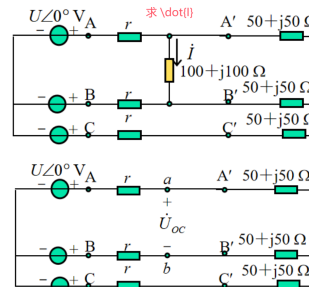 求 \dot{I}
U∠0° V A r A′ 50+j50 Ω
− +
İ
100+j100 Ω
− + B r B′ 50+j50 Ω
− + C r C′ 50+j50 Ω
U∠0° V A r a A′ 50+j50 Ω
− +
+
U̇OC
− + B r − B′ 50+j50 Ω
b
− + C r C′ 50+j50 Ω